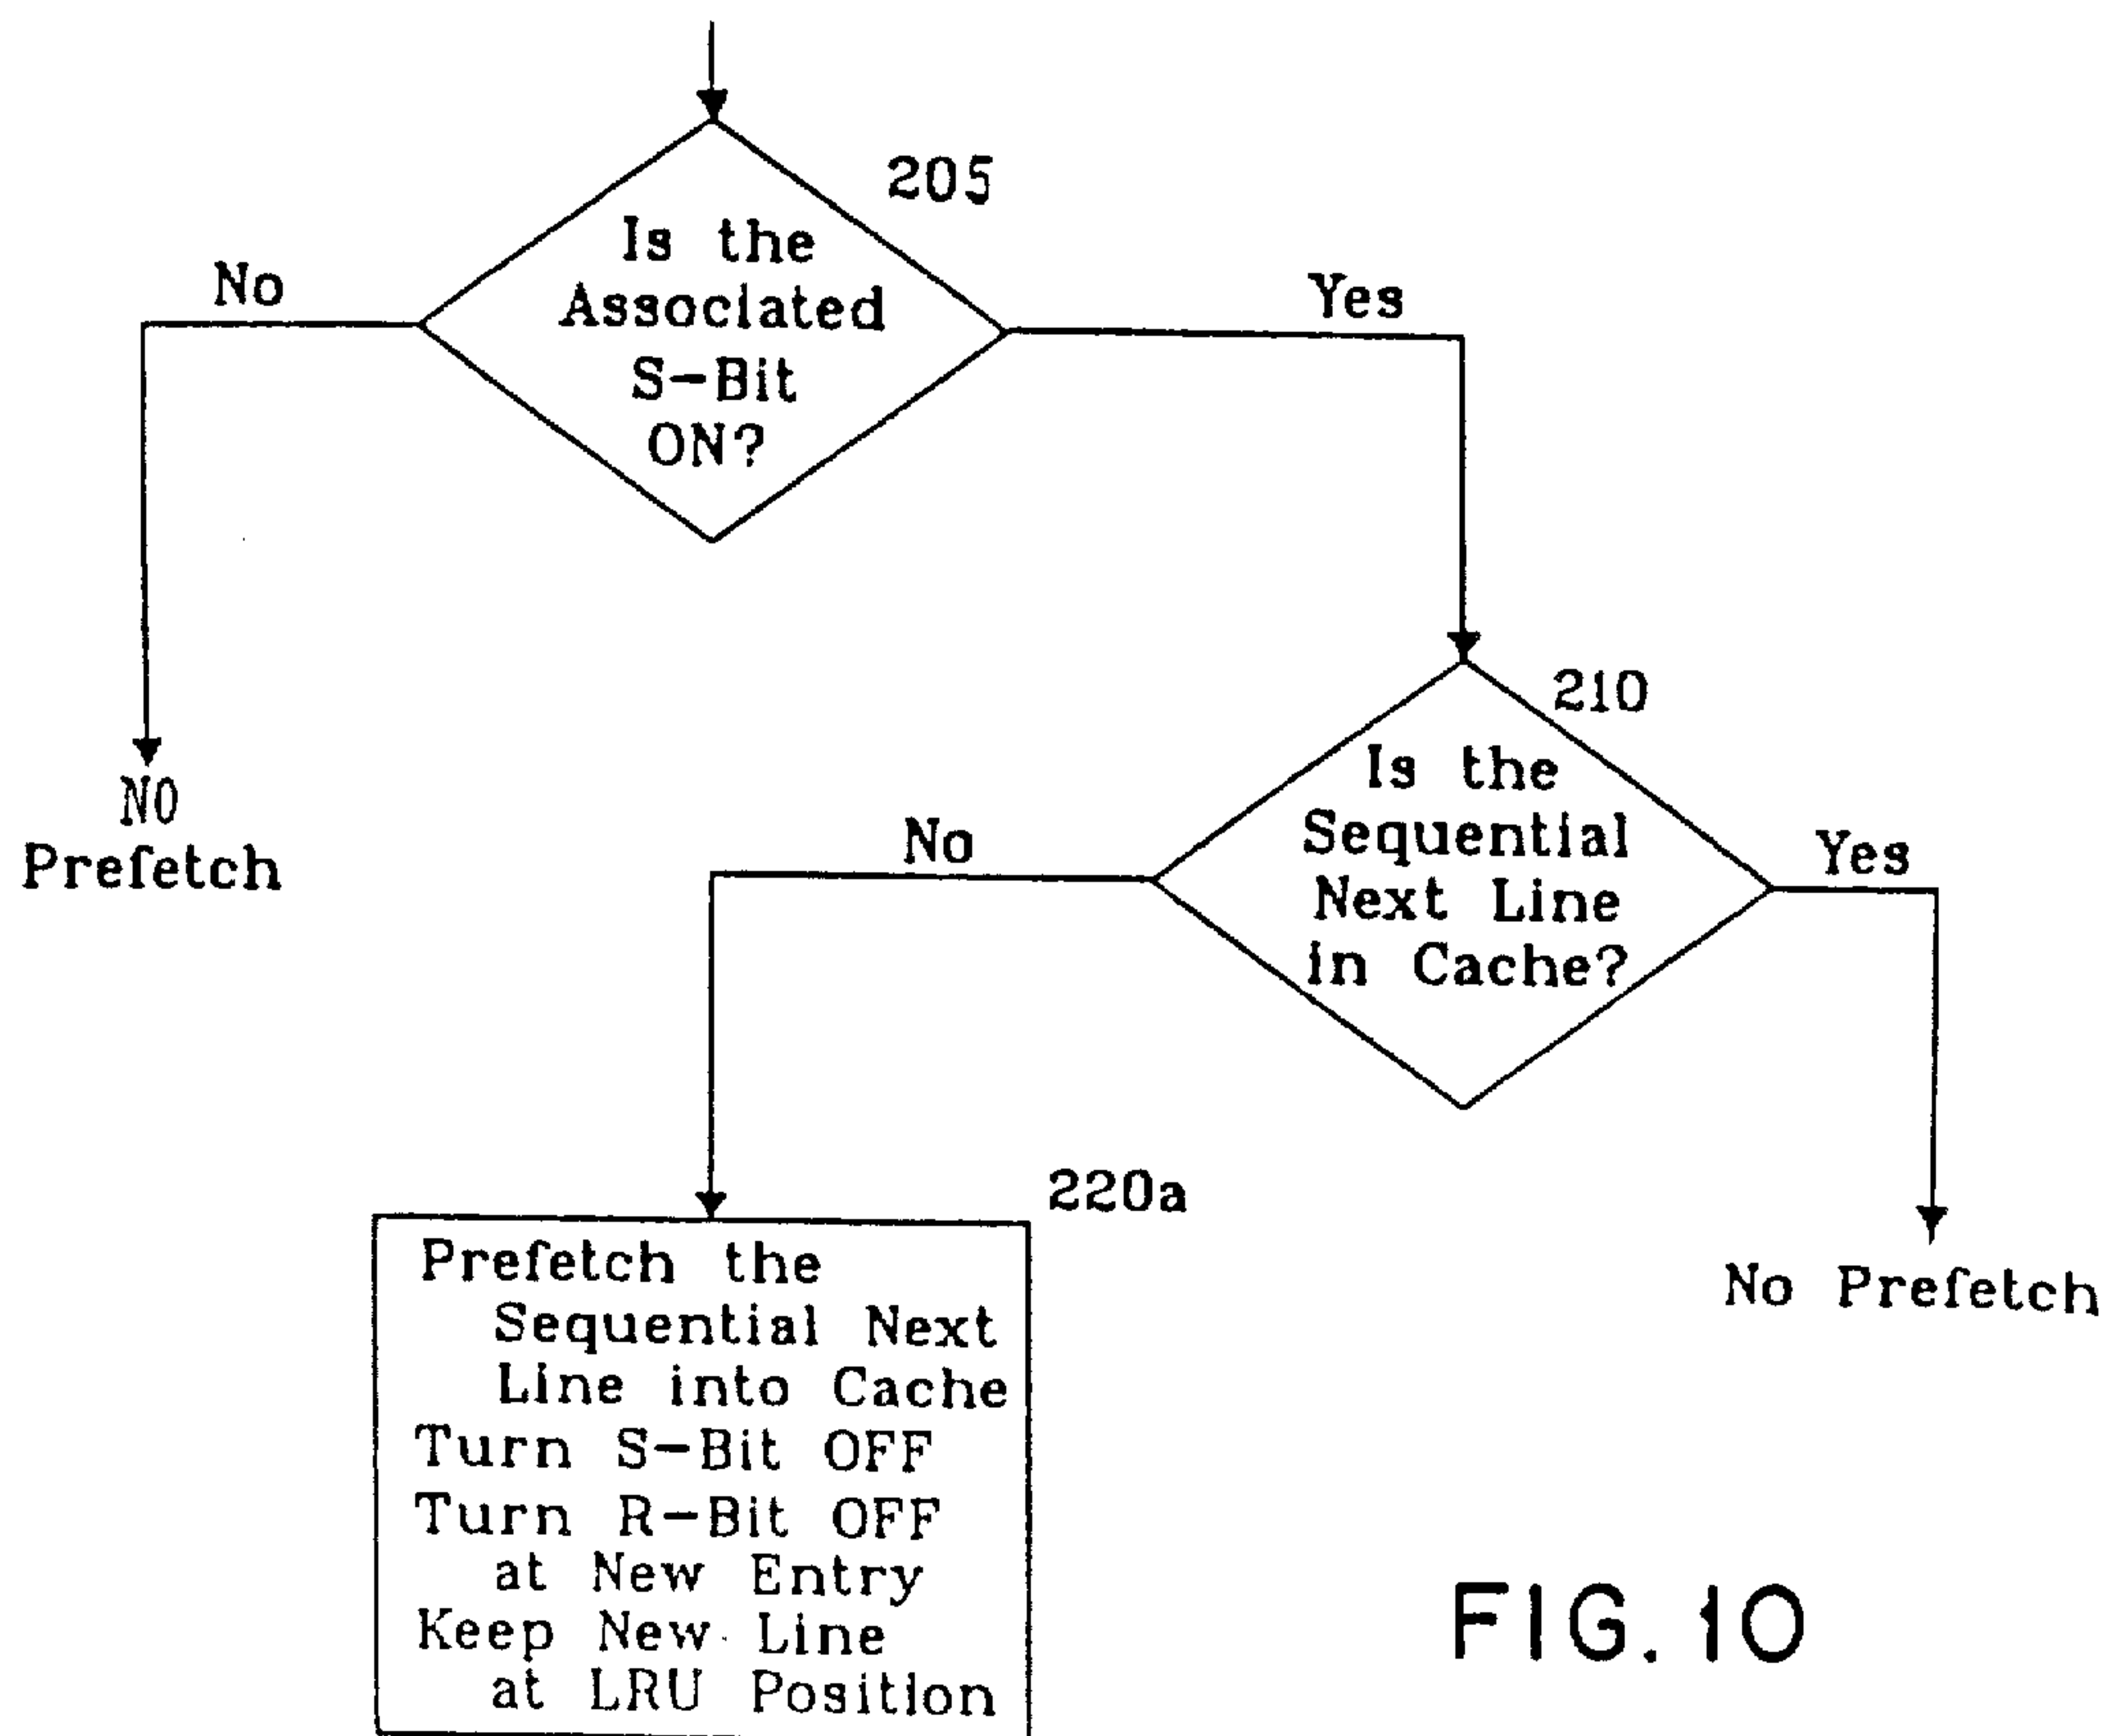 205
Is the
Associated
S-Bit
ON?
No
Yes
NO
Prefetch
210
Is the
Sequential
Next Line
in Cache?
No
Yes
No Prefetch
220a
Prefetch the
Sequential Next
Line into Cache
Turn S-Bit OFF
Turn R-Bit OFF
at New Entry
Keep New Line
at LRU Position
FIG. 10